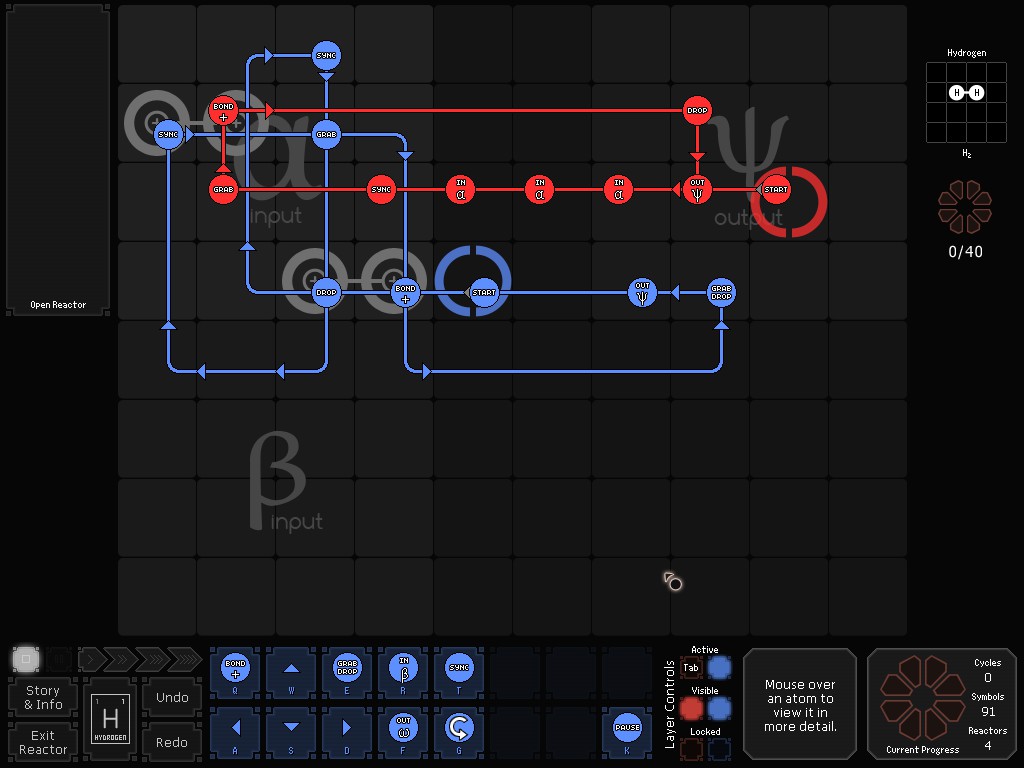 SYNC
Hydrogen
BOND
+
DROP
H H
SYNC
GRAB
α
ψ
H₂
GRAB
SYNC
IN
α
IN
α
IN
α
OUT
ψ
START
input
output
0/40
DROP
BOND
+
START
OUT
ψ
GRAB
DROP
Open Reactor
β
input
Active
Tab
Visible
Locked
Layer Controls
BOND
+
Q
W
GRAB
DROP
E
IN
β
R
SYNC
T
A
S
D
OUT
ω
F
G
PAUSE
K
Story
& Info
Exit
Reactor
1 1
H
HYDROGEN
Undo
Redo
Mouse over
an atom to
view it in
more detail.
Cycles
0
Symbols
91
Reactors
4
Current Progress